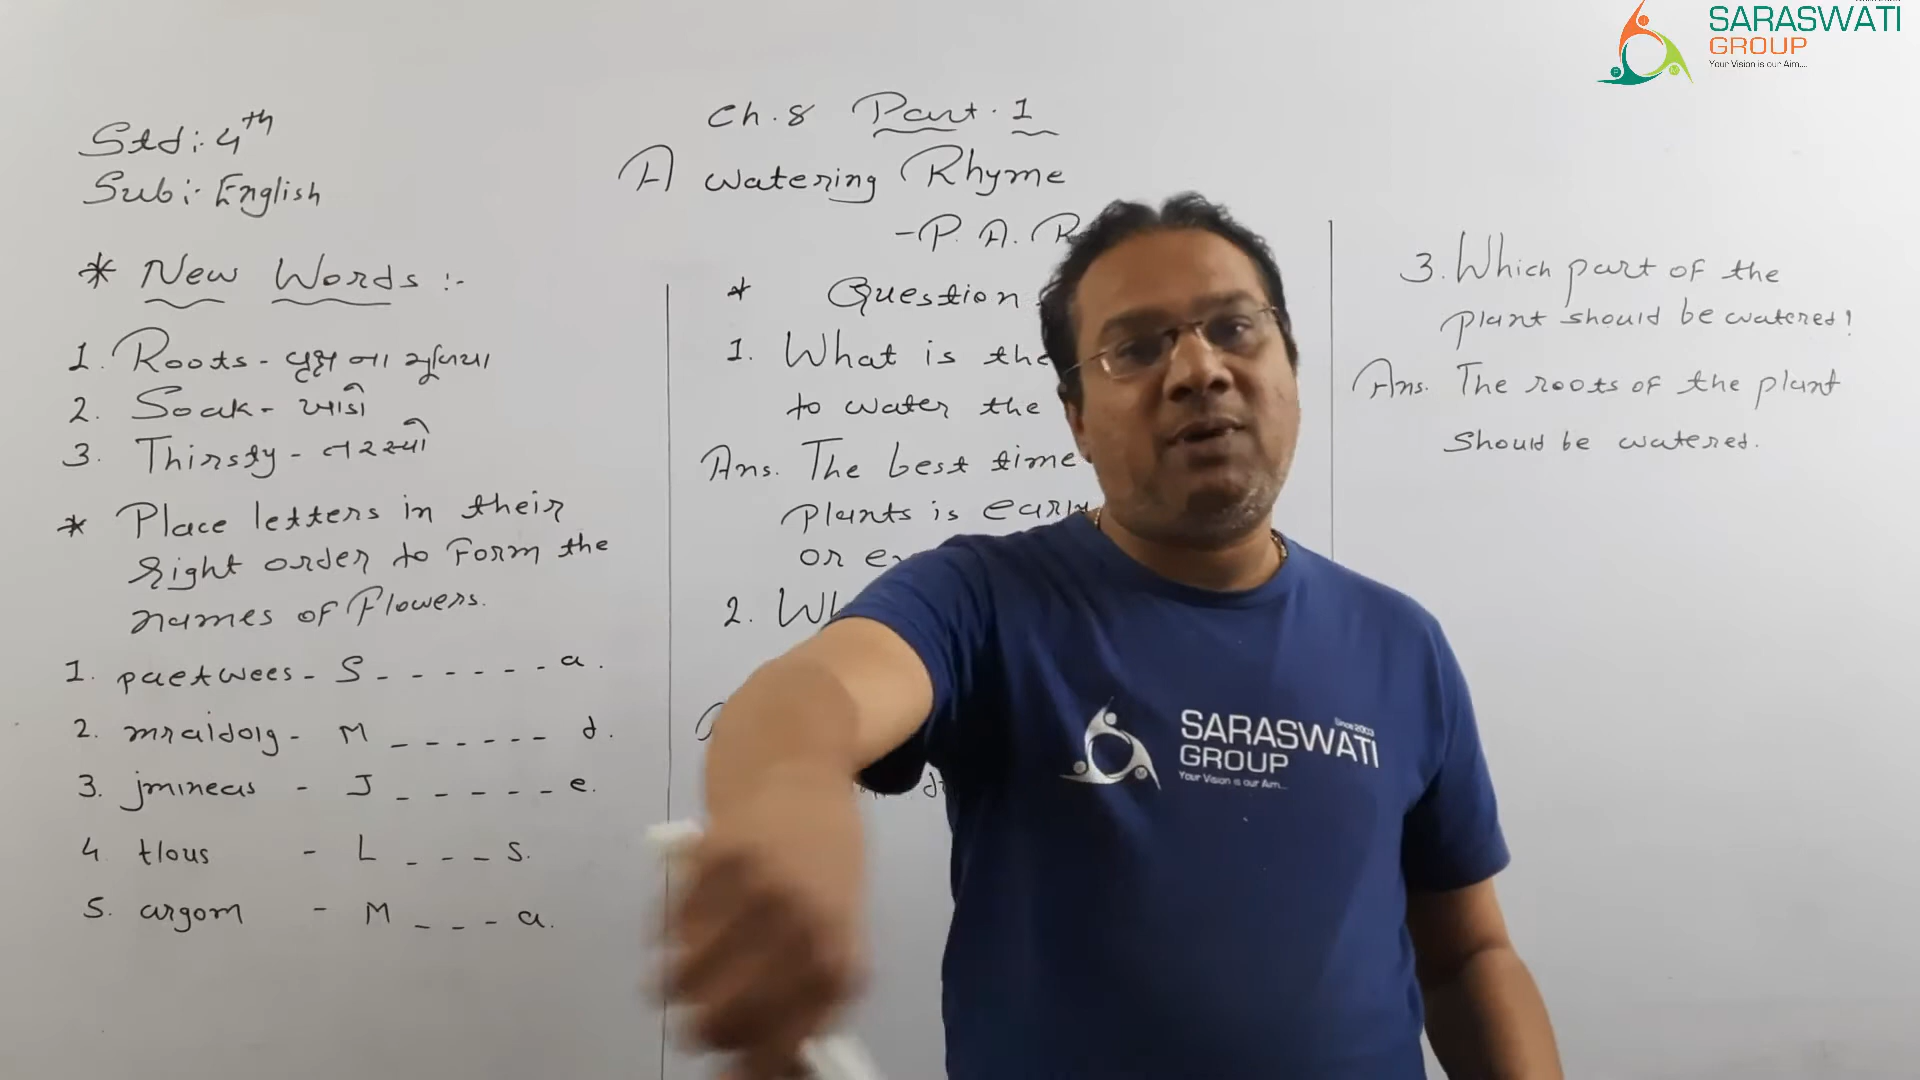 SARASWATI
GROUP
Your Vision is our Aim....
Std:- 4th
Sub:- English
Ch. 8 Part. 1
A watering Rhyme
- P. A. R
* New Words :-
1. Roots - વૃક્ષ ના મૂળિયા
2. Soak -
3. Thirsty - તરસ્યો
* Place letters in their
right order to form the
names of flowers.
1. paetwees - S - - - - - - a.
2. mraidolg - M - - - - - - d.
3. jmineas - J - - - - - e.
4. tlous - L - - - s.
5. argom - M - - - a.
* Question
1. What is the
to water the
Ans. The best time
plants is early
or
2.
3. Which part of the
plant should be watered!
Ans. The roots of the plant
should be watered.
SARASWATI
Since 2003
GROUP
Your Vision is our Aim...